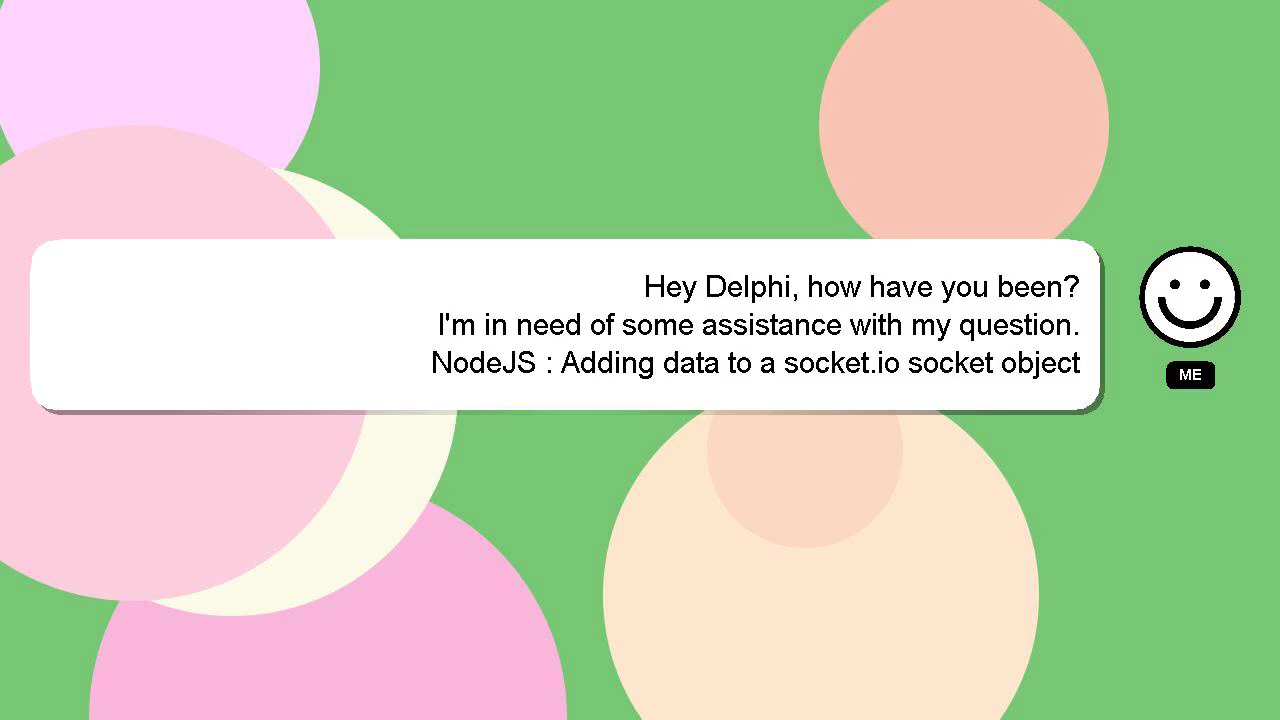 Hey Delphi, how have you been?
I'm in need of some assistance with my question.
NodeJS : Adding data to a socket.io socket object
ME